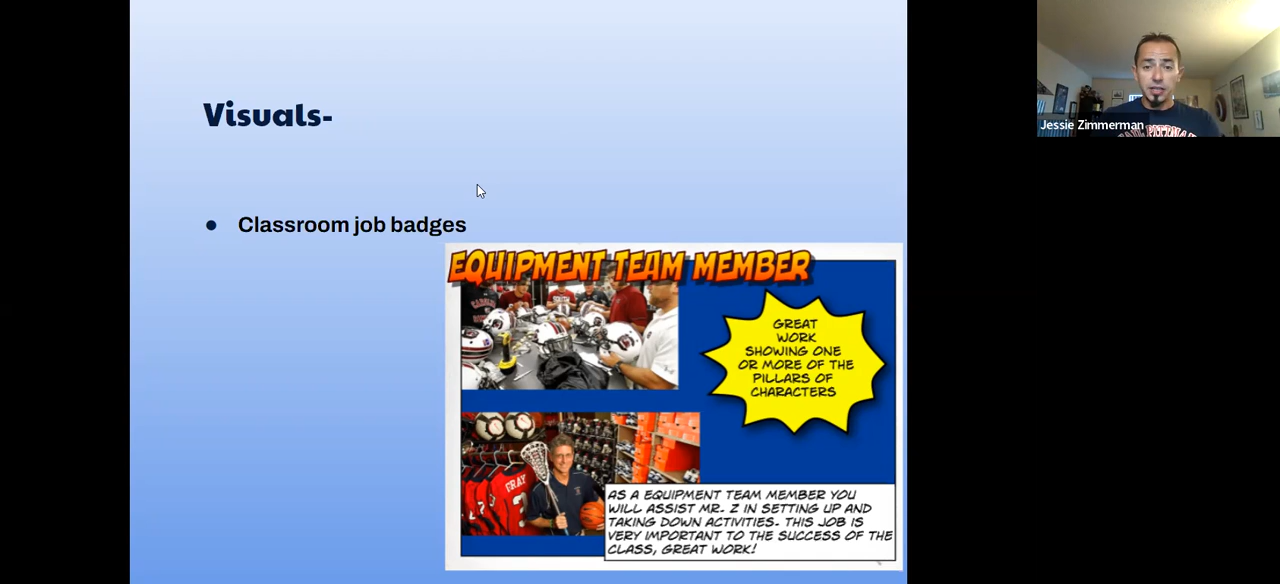 Visuals-
Classroom job badges
EQUIPMENT TEAM MEMBER
GREAT
WORK
SHOWING ONE
OR MORE OF THE
PILLARS OF
CHARACTERS
GRAY
3
AS A EQUIPMENT TEAM MEMBER YOU
WILL ASSIST MR. Z IN SETTING UP AND
TAKING DOWN ACTIVITIES. THIS JOB IS
VERY IMPORTANT TO THE SUCCESS OF THE
CLASS, GREAT WORK!
Jessie Zimmerman